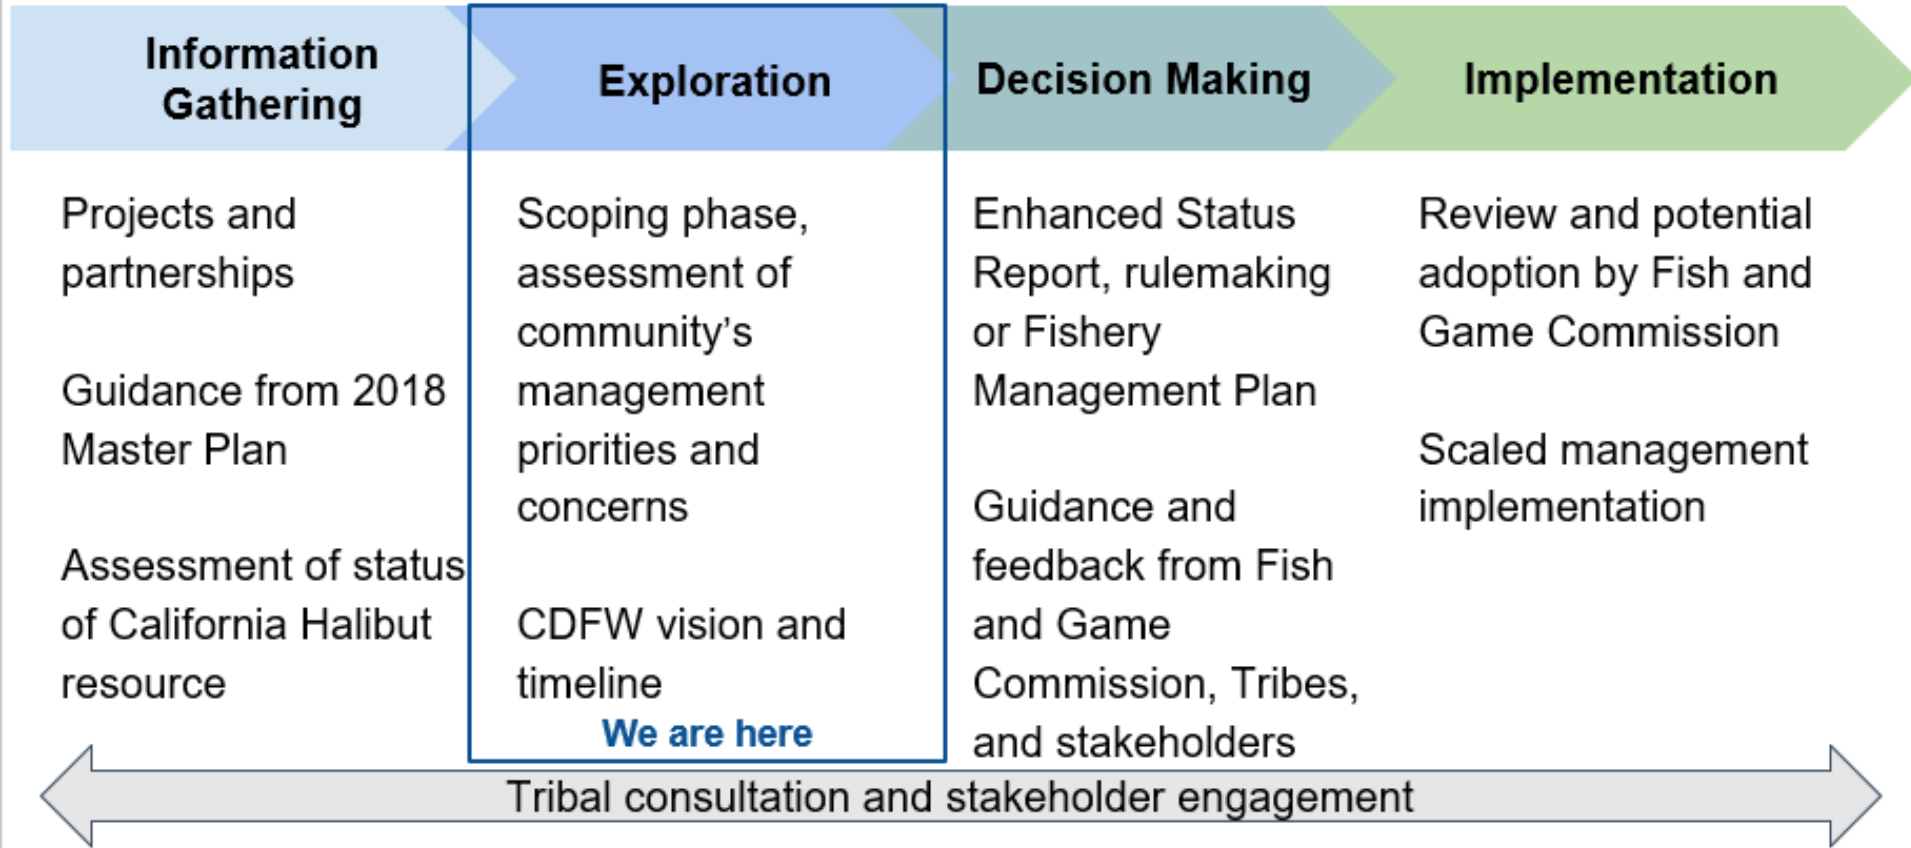 Information
Gathering
Exploration
Decision Making
Implementation
Projects and
partnerships
Guidance from 2018
Master Plan
Assessment of status
of California Halibut
resource
Scoping phase,
assessment of
community’s
management
priorities and
concerns
CDFW vision and
timeline
We are here
Enhanced Status
Report, rulemaking
or Fishery
Management Plan
Guidance and
feedback from Fish
and Game
Commission, Tribes,
and stakeholders
Review and potential
adoption by Fish and
Game Commission
Scaled management
implementation
Tribal consultation and stakeholder engagement